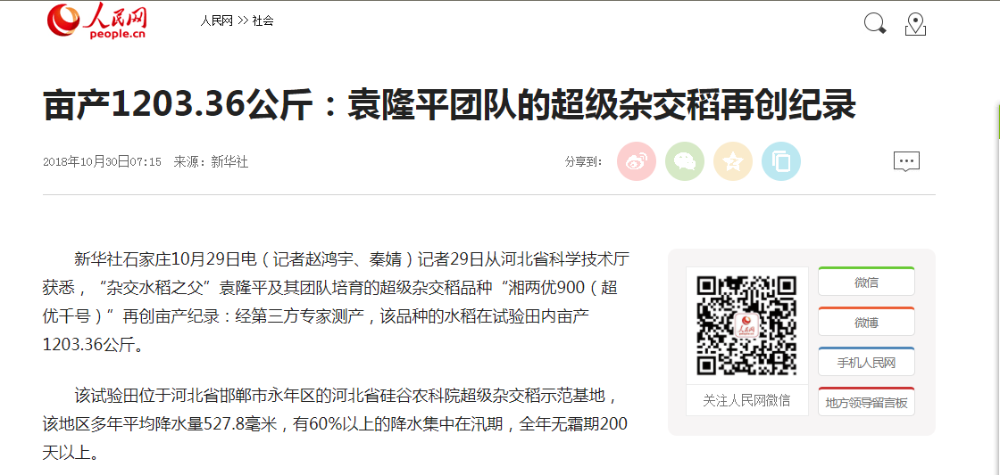 人民网
people.cn
人民网 >> 社会
亩产1203.36公斤：袁隆平团队的超级杂交稻再创纪录
2018年10月30日07:15 来源：新华社
分享到：
新华社石家庄10月29日电（记者赵鸿宇、秦婧）记者29日从河北省科学技术厅
获悉，“杂交水稻之父”袁隆平及其团队培育的超级杂交稻品种“湘两优900（超
优千号）”再创亩产纪录：经第三方专家测产，该品种的水稻在试验田内亩产
1203.36公斤。
该试验田位于河北省邯郸市永年区的河北省硅谷农科院超级杂交稻示范基地，
该地区多年平均降水量527.8毫米，有60%以上的降水集中在汛期，全年无霜期200
天以上。
人民网
关注人民网微信
微信
微博
手机人民网
地方领导留言板